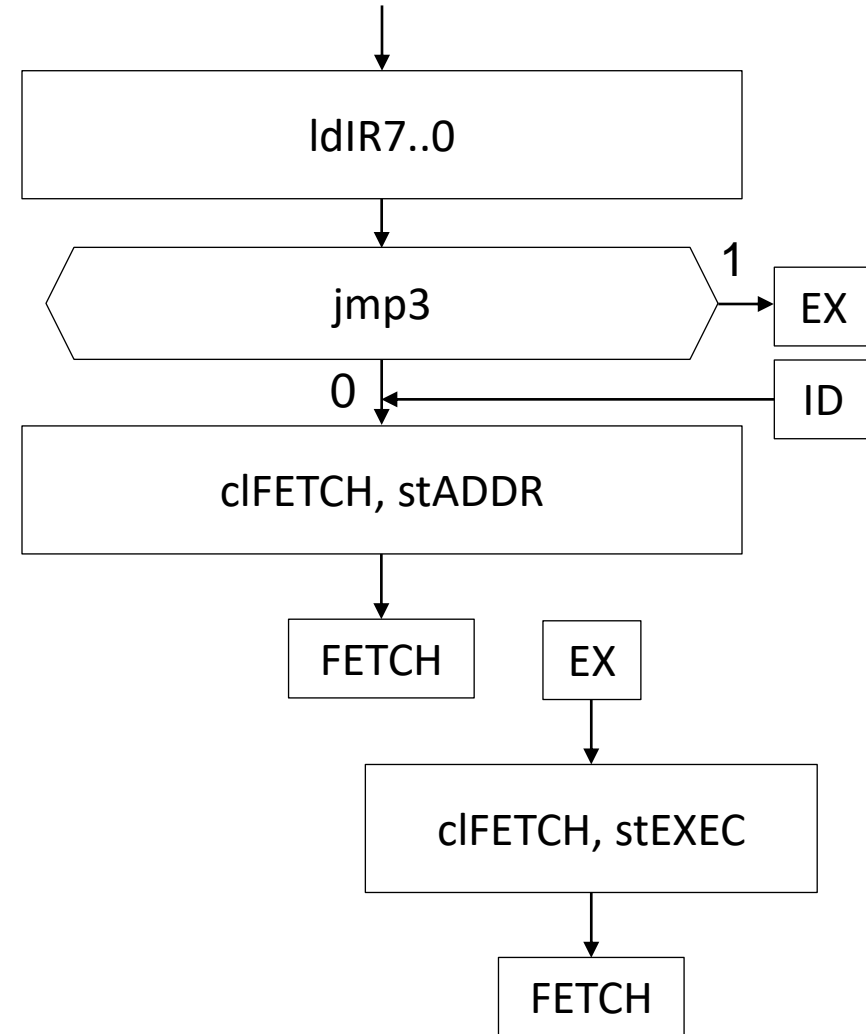 ldIR7..0
jmp3
1
EX
0
ID
clFETCH, stADDR
FETCH
EX
clFETCH, stEXEC
FETCH